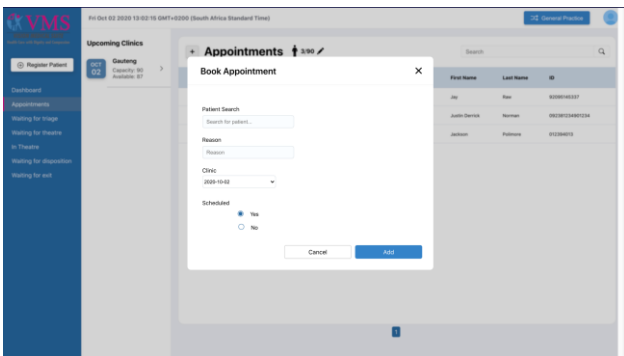 VMS
Fri Oct 02 2020 13:02:15 GMT+0200 (South Africa Standard Time)
General Practice
Register Patient
Dashboard
Appointments
Waiting for triage
Waiting for theatre
In Theatre
Waiting for disposition
Waiting for exit
Upcoming Clinics
OCT
02
Gauteng
Capacity: 90
Available: 87
+ Appointments 3/90
Search
First Name Last Name ID
Jay
Justin Derrick Norman
Jackson
Book Appointment
Patient Search
Search for patient...
Reason
Reason
Clinic
2020-10-02
Scheduled
Yes
No
Cancel Add
1